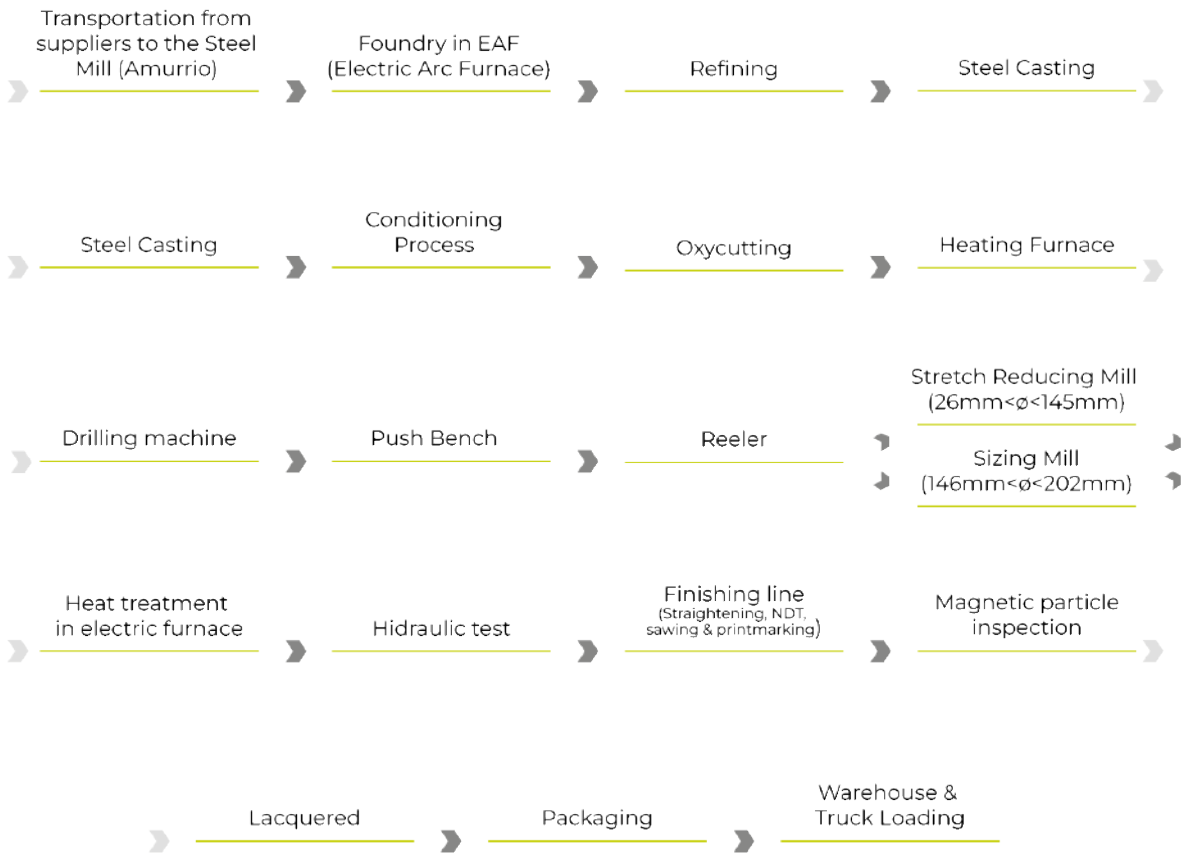 Transportation from
suppliers to the Steel
Mill (Amurrio)
Foundry in EAF
(Electric Arc Furnace)
Refining
Steel Casting
Steel Casting
Conditioning
Process
Oxycutting
Heating Furnace
Drilling machine
Push Bench
Reeler
Stretch Reducing Mill
(26mm<ø<145mm)
Sizing Mill
(146mm<ø<202mm)
Heat treatment
in electric furnace
Hidraulic test
Finishing line
(Straightening, NDT,
sawing & printmarking)
Magnetic particle
inspection
Lacquered
Packaging
Warehouse &
Truck Loading